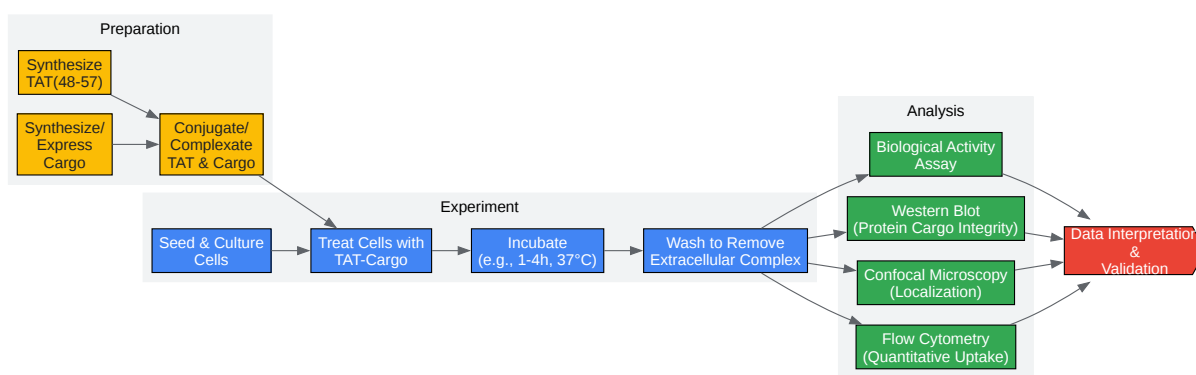 Preparation
Synthesize
TAT(48-57)
Synthesize/
Express
Cargo
Conjugate/
Complexate
TAT & Cargo
Experiment
Seed & Culture
Cells
Treat Cells with
TAT-Cargo
Incubate
(e.g., 1-4h, 37°C)
Wash to Remove
Extracellular Complex
Analysis
Biological Activity
Assay
Western Blot
(Protein Cargo Integrity)
Confocal Microscopy
(Localization)
Flow Cytometry
(Quantitative Uptake)
Data Interpretation
&
Validation